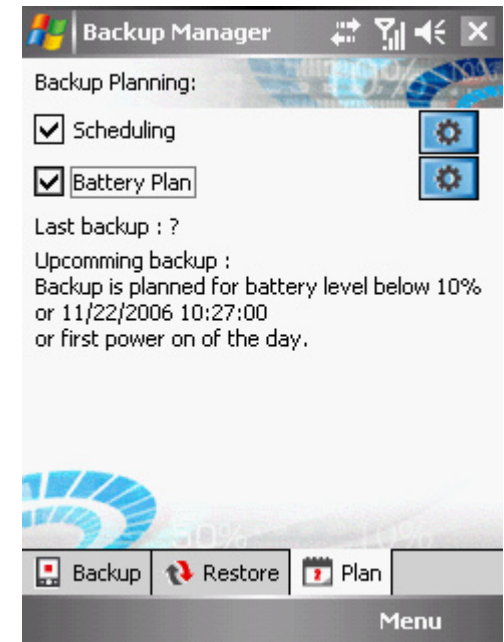 Backup Manager
Backup Planning:
Scheduling
Battery Plan
Last backup : ?
Upcomming backup :
Backup is planned for battery level below 10%
or 11/22/2006 10:27:00
or first power on of the day.
Backup
Restore
Plan
Menu